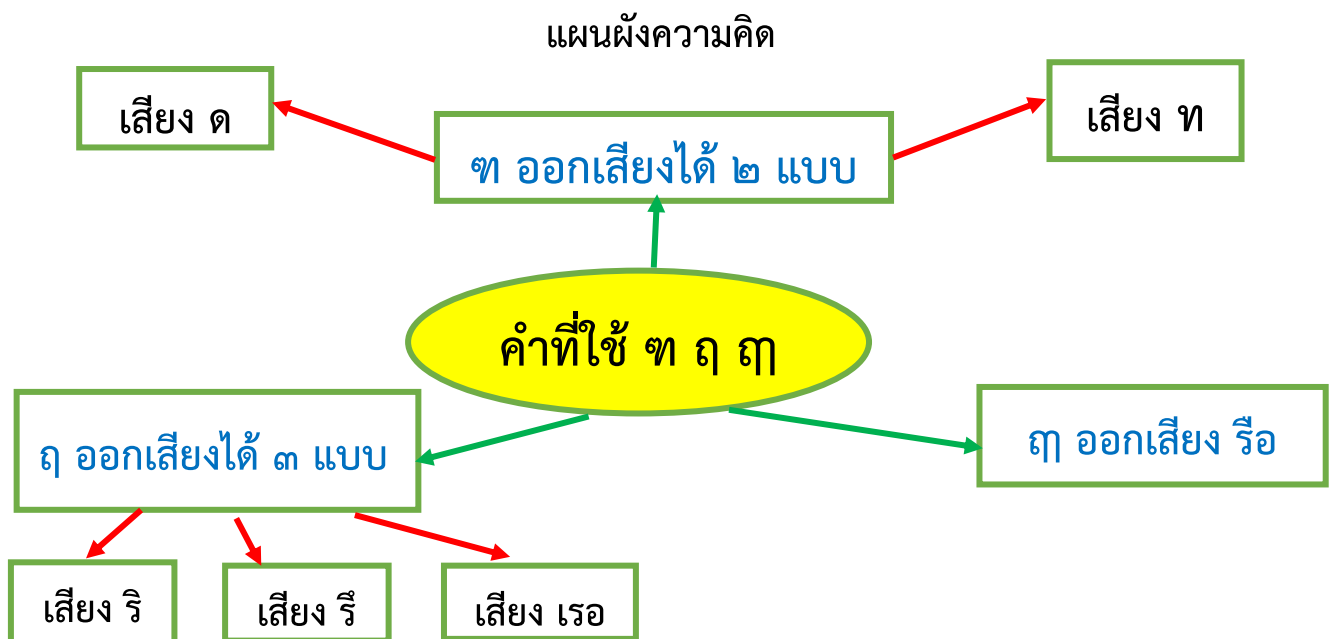 แผนผังความคิด
เสียง ด
เสียง ท
ฑ ออกเสียงได้ ๒ แบบ
คำที่ใช้ ฑ ฤ ฤๅ
ฤ ออกเสียงได้ ๓ แบบ
ฤๅ ออกเสียง รือ
เสียง ริ
เสียง รึ
เสียง เรอ